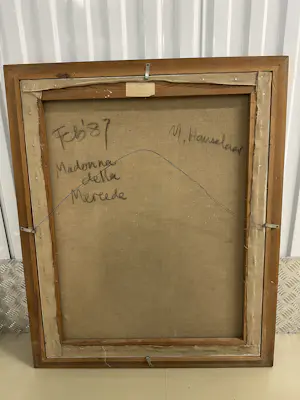 Feb '87
Madonna
della
Mercede
M.